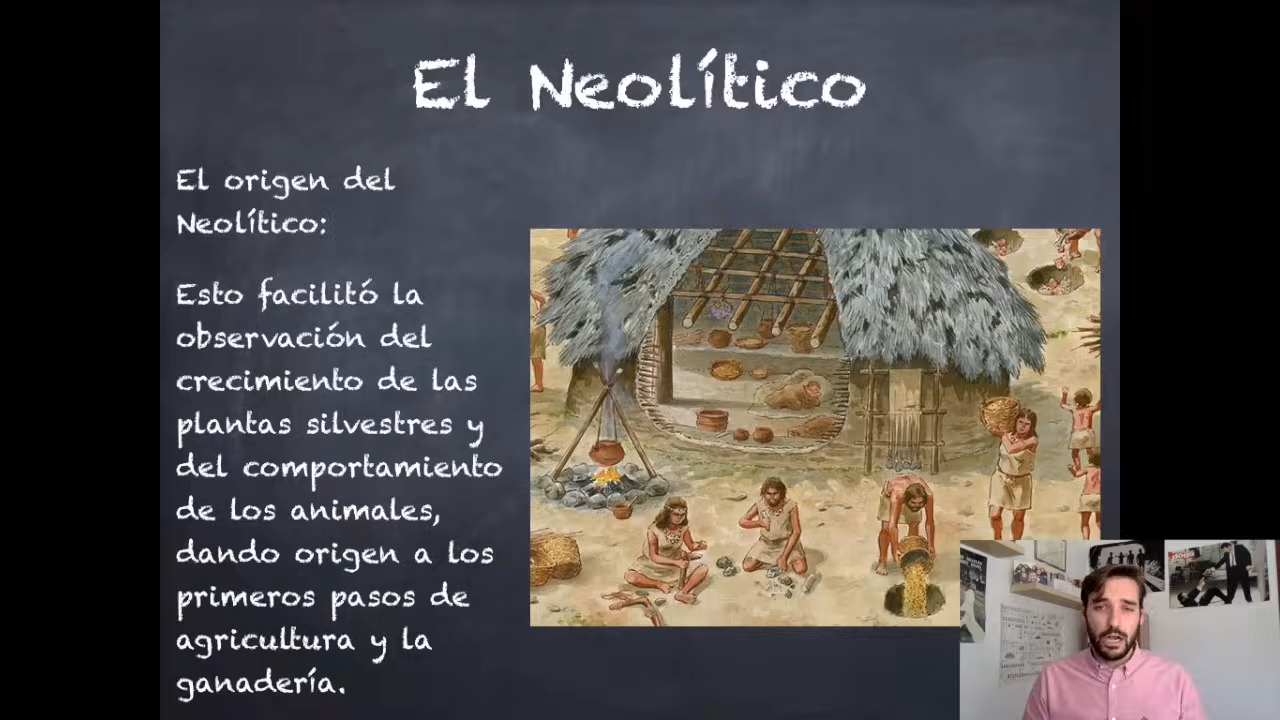 El Neolítico
El origen del
Neolítico:
Esto facilitó la
observación del
crecimiento de las
plantas silvestres y
del comportamiento
de los animales,
dando origen a los
primeros pasos de
agricultura y la
ganadería.